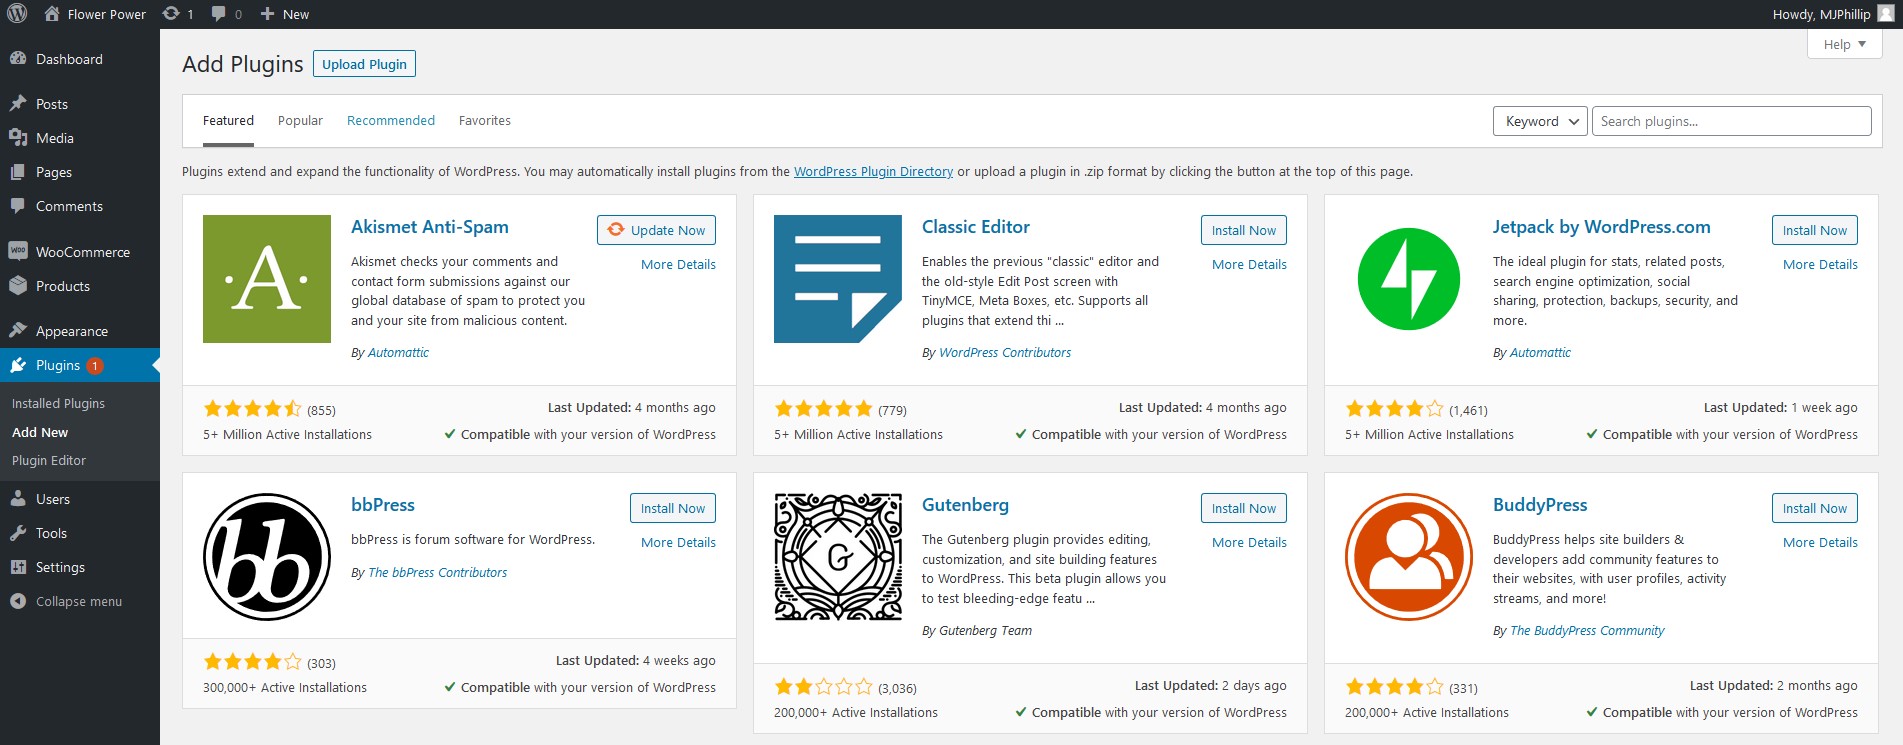 Flower Power 1 0 New
Howdy, MJPhillip
Help
Dashboard
Posts
Media
Pages
Comments
WooCommerce
Products
Appearance
Plugins 1
Installed Plugins
Add New
Plugin Editor
Users
Tools
Settings
Collapse menu
Add Plugins Upload Plugin
Featured Popular Recommended Favorites
Keyword Search plugins...
Plugins extend and expand the functionality of WordPress. You may automatically install plugins from the WordPress Plugin Directory or upload a plugin in .zip format by clicking the button at the top of this page.
A
Akismet Anti-Spam
Update Now
More Details
Akismet checks your comments and
contact form submissions against our
global database of spam to protect you
and your site from malicious content.
By Automattic
(855)
Last Updated: 4 months ago
5+ Million Active Installations
Compatible with your version of WordPress
Classic Editor
Install Now
More Details
Enables the previous "classic" editor and
the old-style Edit Post screen with
TinyMCE, Meta Boxes, etc. Supports all
plugins that extend thi ...
By WordPress Contributors
(779)
Last Updated: 4 months ago
5+ Million Active Installations
Compatible with your version of WordPress
Jetpack by WordPress.com
Install Now
More Details
The ideal plugin for stats, related posts,
search engine optimization, social
sharing, protection, backups, security, and
more.
By Automattic
(1,461)
Last Updated: 1 week ago
5+ Million Active Installations
Compatible with your version of WordPress
bb
bbPress
Install Now
More Details
bbPress is forum software for WordPress.
By The bbPress Contributors
(303)
Last Updated: 4 weeks ago
300,000+ Active Installations
Compatible with your version of WordPress
G
Gutenberg
Install Now
More Details
The Gutenberg plugin provides editing,
customization, and site building features
to WordPress. This beta plugin allows you
to test bleeding-edge featu ...
By Gutenberg Team
(3,036)
Last Updated: 2 days ago
200,000+ Active Installations
Compatible with your version of WordPress
BuddyPress
Install Now
More Details
BuddyPress helps site builders &
developers add community features to
their websites, with user profiles, activity
streams, and more!
By The BuddyPress Community
(331)
Last Updated: 2 months ago
200,000+ Active Installations
Compatible with your version of WordPress